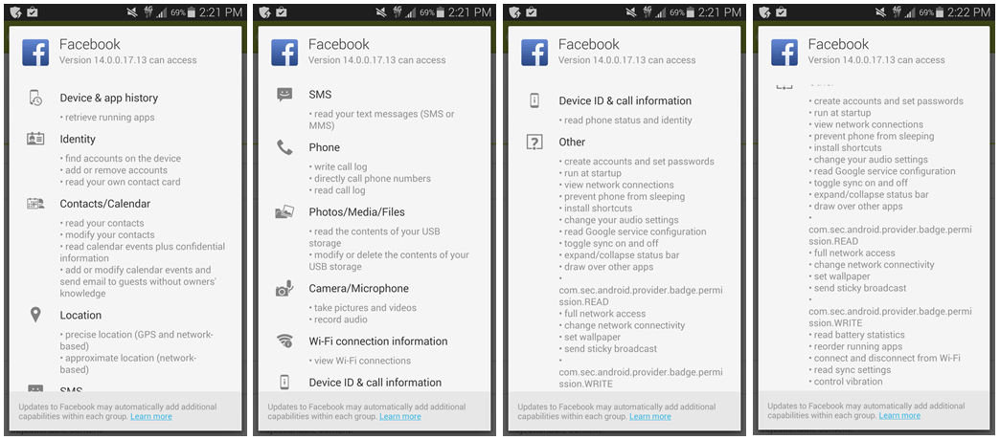 69% 2:21 PM
Facebook
Version 14.0.0.17.13 can access
Device & app history
• retrieve running apps
Identity
• find accounts on the device
• add or remove accounts
• read your own contact card
Contacts/Calendar
• read your contacts
• modify your contacts
• read calendar events plus confidential
information
• add or modify calendar events and
send email to guests without owners'
knowledge
Location
• precise location (GPS and network-
based)
• approximate location (network-
based)
SMS
Updates to Facebook may automatically add additional
capabilities within each group. Learn more
69% 2:21 PM
Facebook
Version 14.0.0.17.13 can access
SMS
• read your text messages (SMS or
MMS)
Phone
• write call log
• directly call phone numbers
• read call log
Photos/Media/Files
• read the contents of your USB
storage
• modify or delete the contents of your
USB storage
Camera/Microphone
• take pictures and videos
• record audio
Wi-Fi connection information
• view Wi-Fi connections
Device ID & call information
Updates to Facebook may automatically add additional
capabilities within each group. Learn more
69% 2:21 PM
Facebook
Version 14.0.0.17.13 can access
Device ID & call information
• read phone status and identity
Other
• create accounts and set passwords
• run at startup
• view network connections
• prevent phone from sleeping
• install shortcuts
• change your audio settings
• read Google service configuration
• toggle sync on and off
• expand/collapse status bar
• draw over other apps
•
com.sec.android.provider.badge.permi
ssion.READ
• full network access
• change network connectivity
• set wallpaper
• send sticky broadcast
•
com.sec.android.provider.badge.permi
ssion.WRITE
Updates to Facebook may automatically add additional
capabilities within each group. Learn more
69% 2:22 PM
Facebook
Version 14.0.0.17.13 can access
• create accounts and set passwords
• run at startup
• view network connections
• prevent phone from sleeping
• install shortcuts
• change your audio settings
• read Google service configuration
• toggle sync on and off
• expand/collapse status bar
• draw over other apps
•
com.sec.android.provider.badge.permi
ssion.READ
• full network access
• change network connectivity
• set wallpaper
• send sticky broadcast
•
com.sec.android.provider.badge.permi
ssion.WRITE
• read battery statistics
• reorder running apps
• connect and disconnect from Wi-Fi
• read sync settings
• control vibration
Updates to Facebook may automatically add additional
capabilities within each group. Learn more